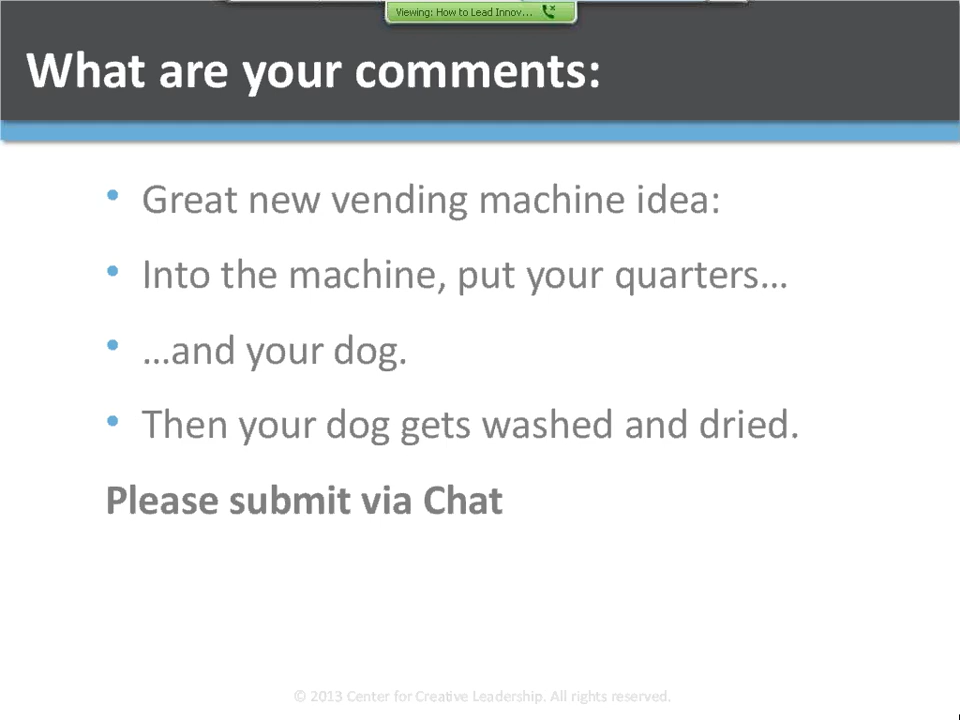 Viewing: How to Lead Innov...
What are your comments:
• Great new vending machine idea:
• Into the machine, put your quarters…
• …and your dog.
• Then your dog gets washed and dried.
Please submit via Chat
© 2013 Center for Creative Leadership. All rights reserved.